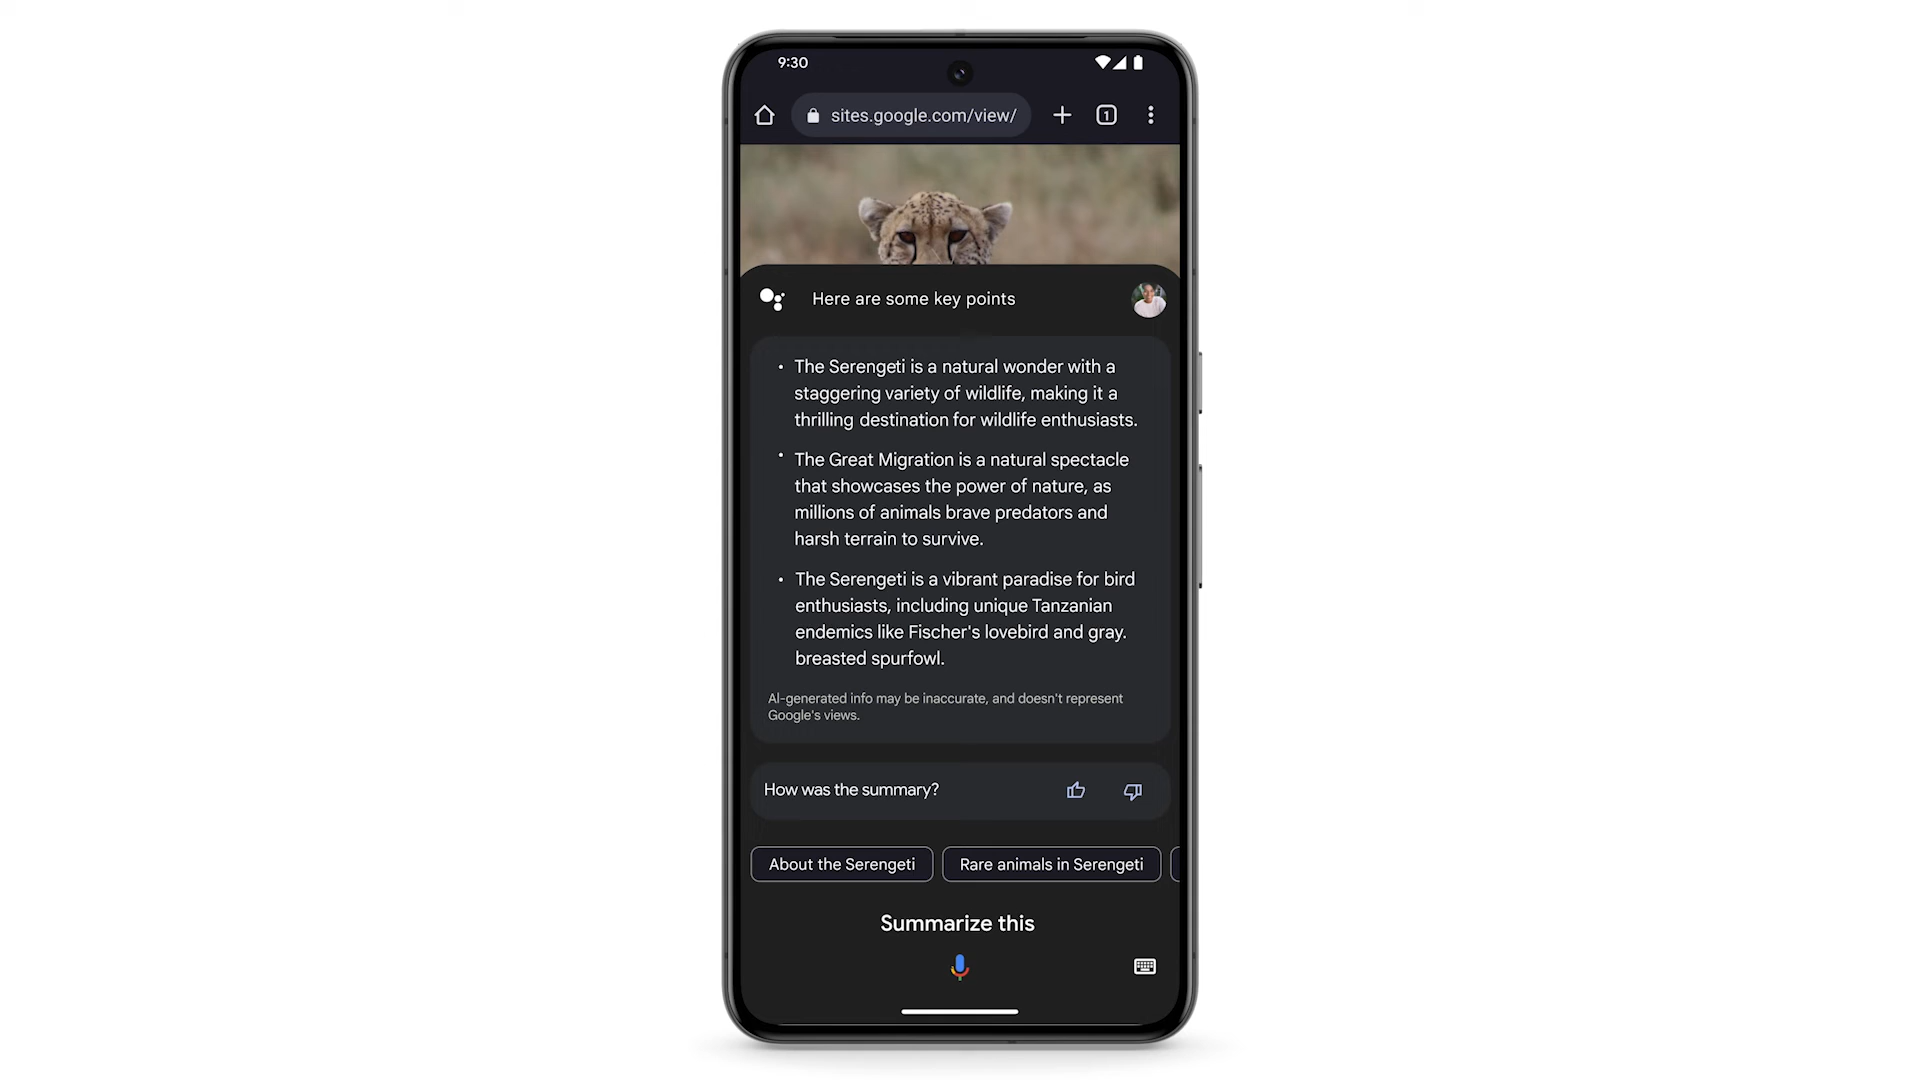 9:30
sites.google.com/view/
1
Here are some key points
• The Serengeti is a natural wonder with a
staggering variety of wildlife, making it a
thrilling destination for wildlife enthusiasts.
• The Great Migration is a natural spectacle
that showcases the power of nature, as
millions of animals brave predators and
harsh terrain to survive.
• The Serengeti is a vibrant paradise for bird
enthusiasts, including unique Tanzanian
endemics like Fischer's lovebird and gray.
breasted spurfowl.
AI-generated info may be inaccurate, and doesn't represent
Google's views.
How was the summary?
About the Serengeti
Rare animals in Serengeti
Summarize this